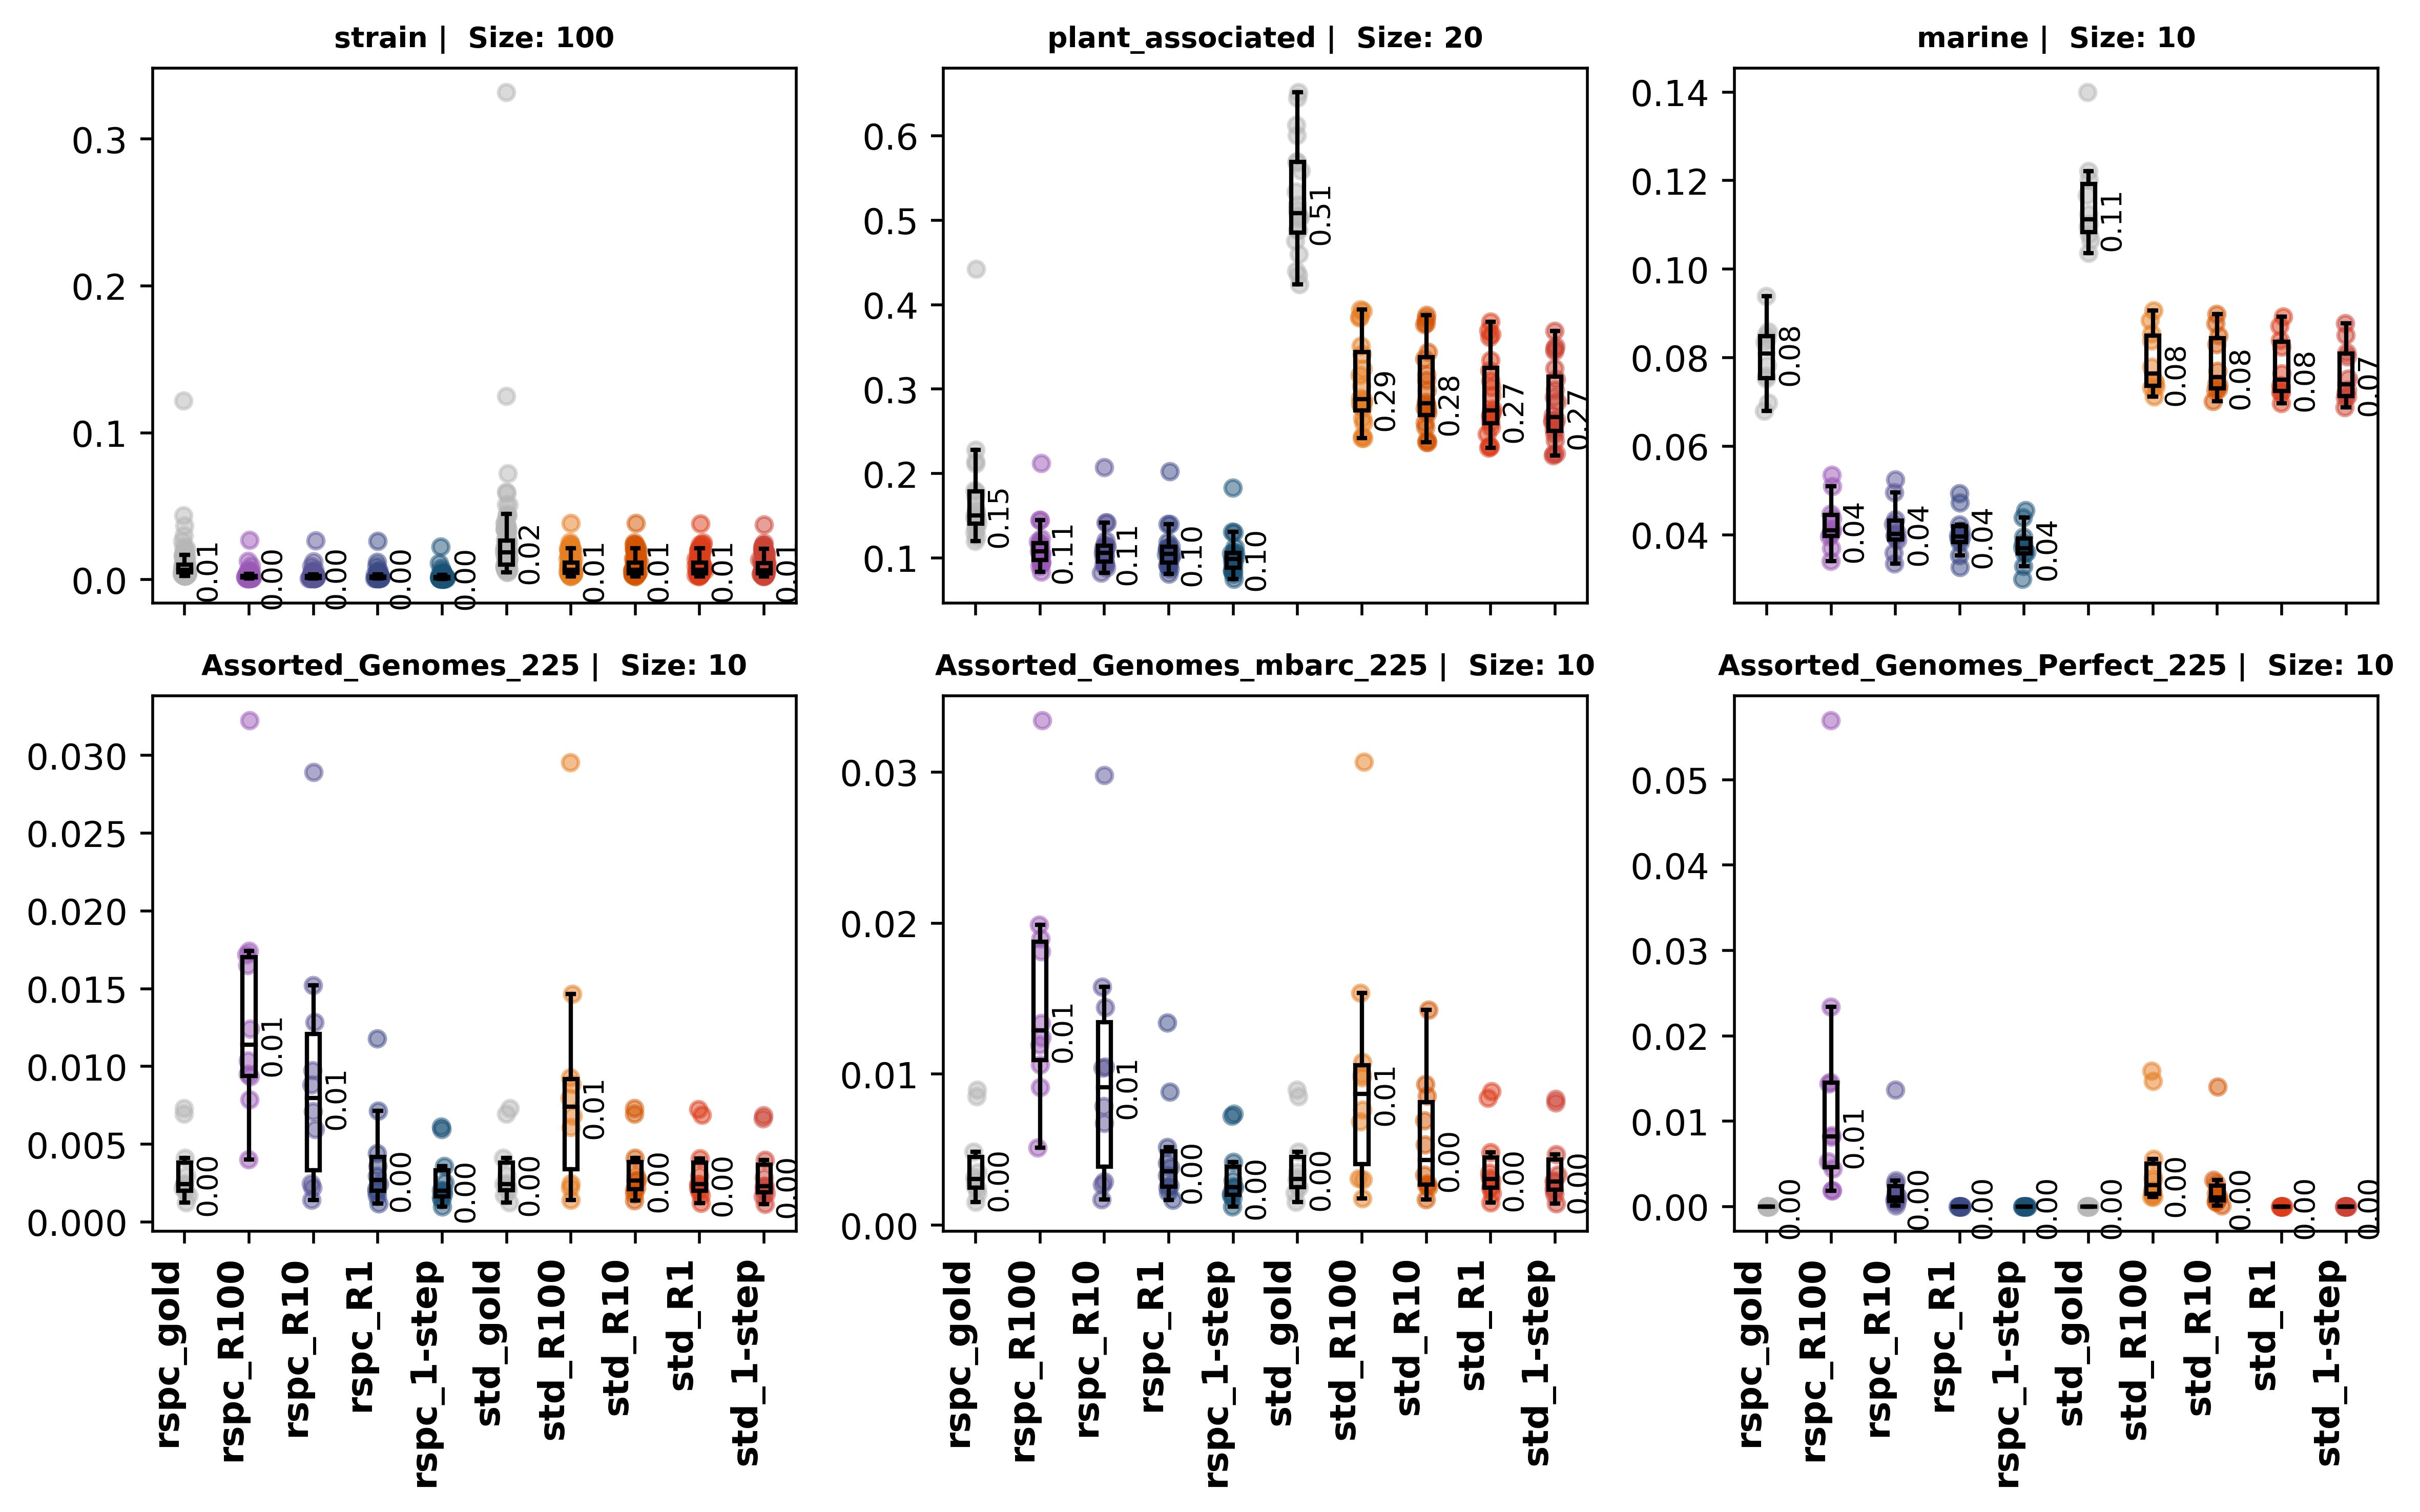 strain |  Size: 100
0.3
0.2
0.1
0.0
0.01
0.00
0.00
0.00
0.00
0.02
0.01
0.01
0.01
0.01
plant_associated |  Size: 20
0.6
0.5
0.4
0.3
0.2
0.1
0.15
0.11
0.11
0.10
0.10
0.51
0.29
0.28
0.27
0.27
marine |  Size: 10
0.14
0.12
0.10
0.08
0.06
0.04
0.08
0.04
0.04
0.04
0.04
0.11
0.08
0.08
0.08
0.07
Assorted_Genomes_225 |  Size: 10
0.030
0.025
0.020
0.015
0.010
0.005
0.000
0.00
0.01
0.01
0.00
0.00
0.00
0.01
0.00
0.00
0.00
rspc_gold
rspc_R100
rspc_R10
rspc_R1
rspc_1-step
std_gold
std_R100
std_R10
std_R1
std_1-step
Assorted_Genomes_mbarc_225 |  Size: 10
0.03
0.02
0.01
0.00
0.00
0.01
0.01
0.00
0.00
0.00
0.01
0.00
0.00
0.00
rspc_gold
rspc_R100
rspc_R10
rspc_R1
rspc_1-step
std_gold
std_R100
std_R10
std_R1
std_1-step
Assorted_Genomes_Perfect_225 |  Size: 10
0.05
0.04
0.03
0.02
0.01
0.00
0.00
0.01
0.00
0.00
0.00
0.00
0.00
0.00
0.00
0.00
rspc_gold
rspc_R100
rspc_R10
rspc_R1
rspc_1-step
std_gold
std_R100
std_R10
std_R1
std_1-step